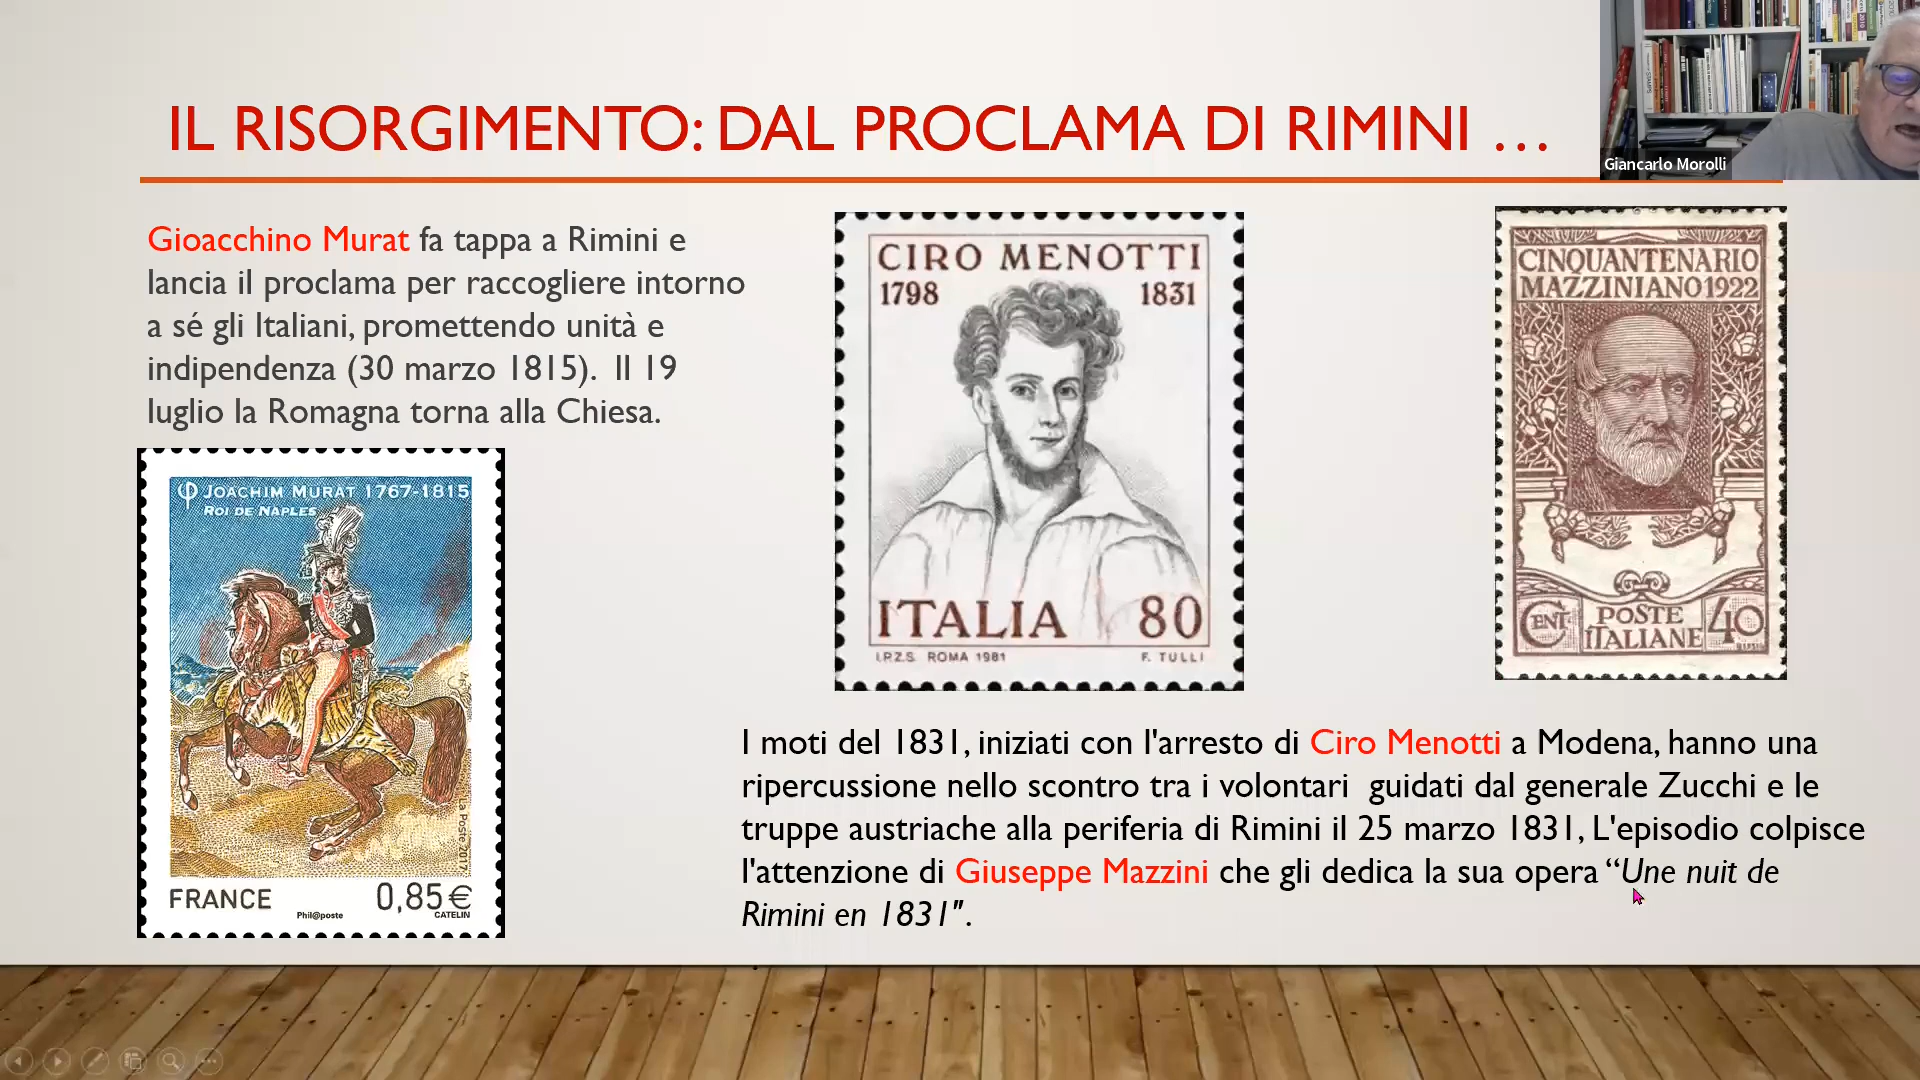 IL RISORGIMENTO: DAL PROCLAMA DI RIMINI …
Giancarlo Morolli
Gioacchino Murat fa tappa a Rimini e
lancia il proclama per raccogliere intorno
a sé gli Italiani, promettendo unità e
indipendenza (30 marzo 1815). Il 19
luglio la Romagna torna alla Chiesa.
JOACHIM MURAT 1767-1815
ROI DE NAPLES
La Poste 2017
FRANCE 0,85€
Phil@poste
CATELIN
CIRO MENOTTI
1798 1831
ITALIA 80
I.P.Z.S. ROMA 1981 F. TULLI
CINQUANTENARIO
MAZZINIANO 1922
CENT POSTE 40
ITALIANE
I moti del 1831, iniziati con l'arresto di Ciro Menotti a Modena, hanno una
ripercussione nello scontro tra i volontari guidati dal generale Zucchi e le
truppe austriache alla periferia di Rimini il 25 marzo 1831, L'episodio colpisce
l'attenzione di Giuseppe Mazzini che gli dedica la sua opera “Une nuit de
Rimini en 1831".